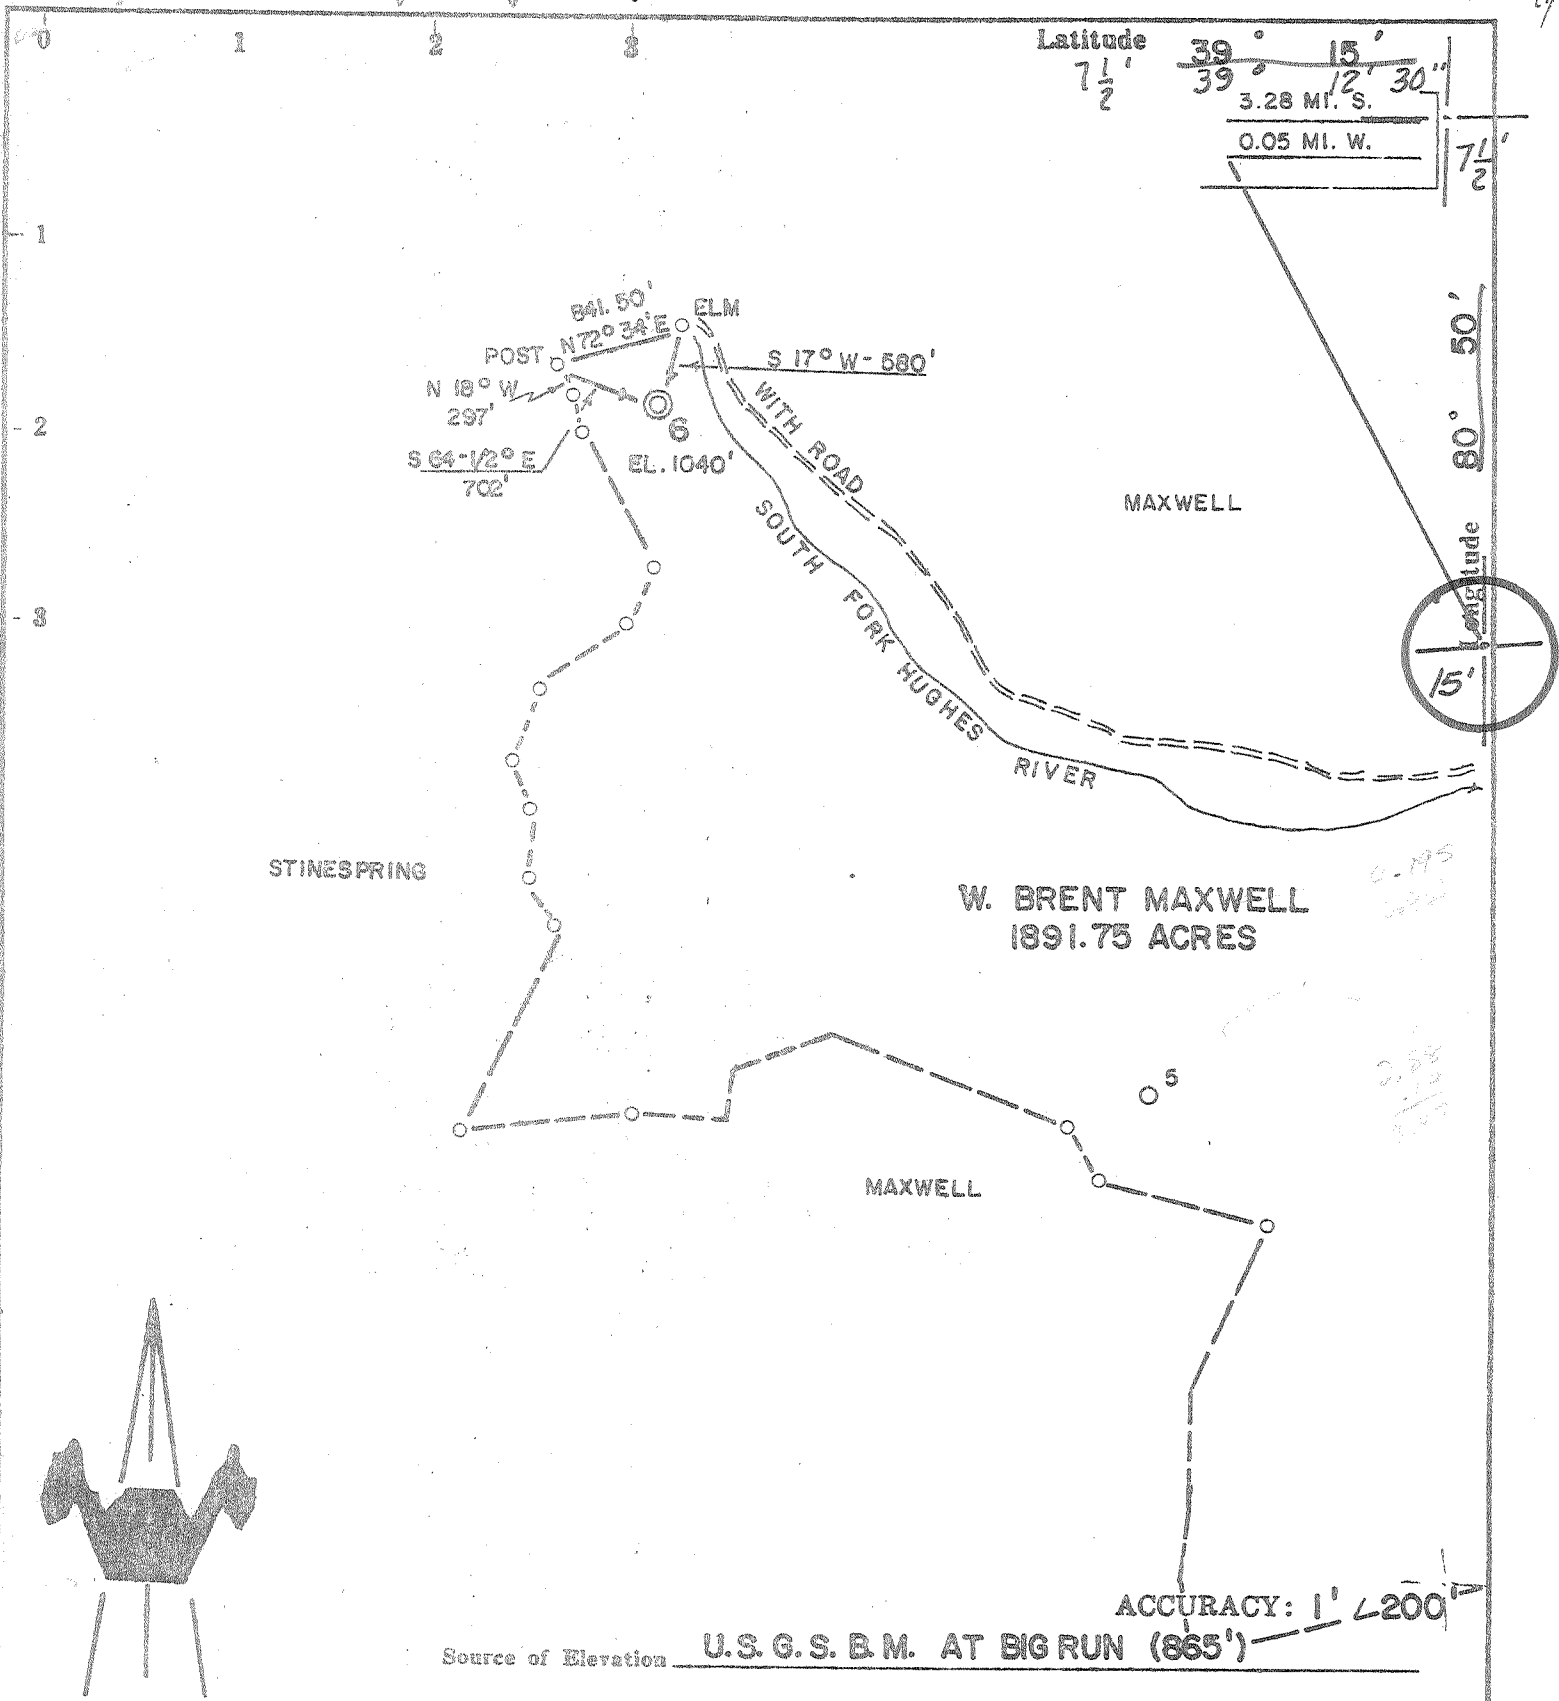 0 1 2 3
Latitude 39° 15'
7 1/2' 39° 12' 30"
3.28 MI. S.
0.05 MI. W.
7 1/2'
1
2
3
80° 50'
Longitude
15'
841.50'
N 72° 34' E
ELM
POST
S 17° W - 580'
N 18° W
297'
6
S 64-1/2° E
702'
EL. 1040'
WITH ROAD
MAXWELL
SOUTH FORK HUGHES RIVER
STINESPRING
W. BRENT MAXWELL
1891.75 ACRES
5
MAXWELL
ACCURACY: 1' ∠200'
Source of Elevation U.S.G.S. B.M. AT BIG RUN (865')